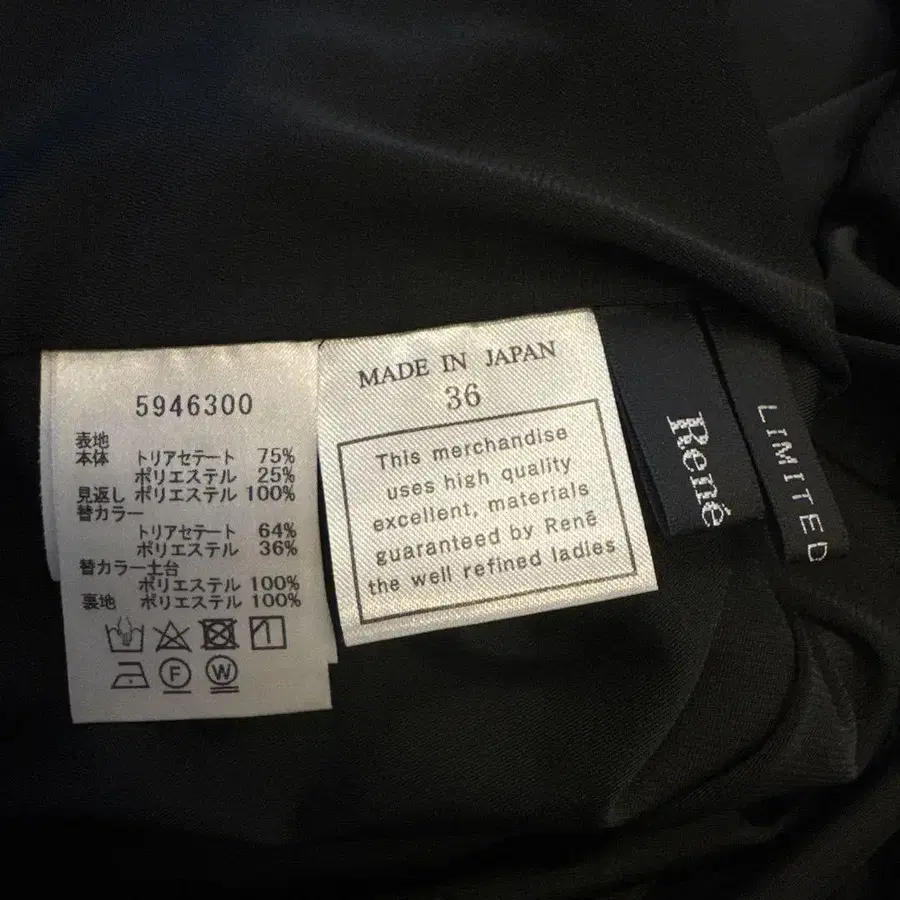 5946300
表地
本体 トリアセテート 75%
ポリエステル 25%
見返し ポリエステル 100%
替カラー
トリアセテート 64%
ポリエステル 36%
替カラー土台
ポリエステル 100%
裏地 ポリエステル 100%
F W
MADE IN JAPAN
36
This merchandise
uses high quality
excellent, materials
guaranteed by Renē
the well refined ladies
René
LIMITED